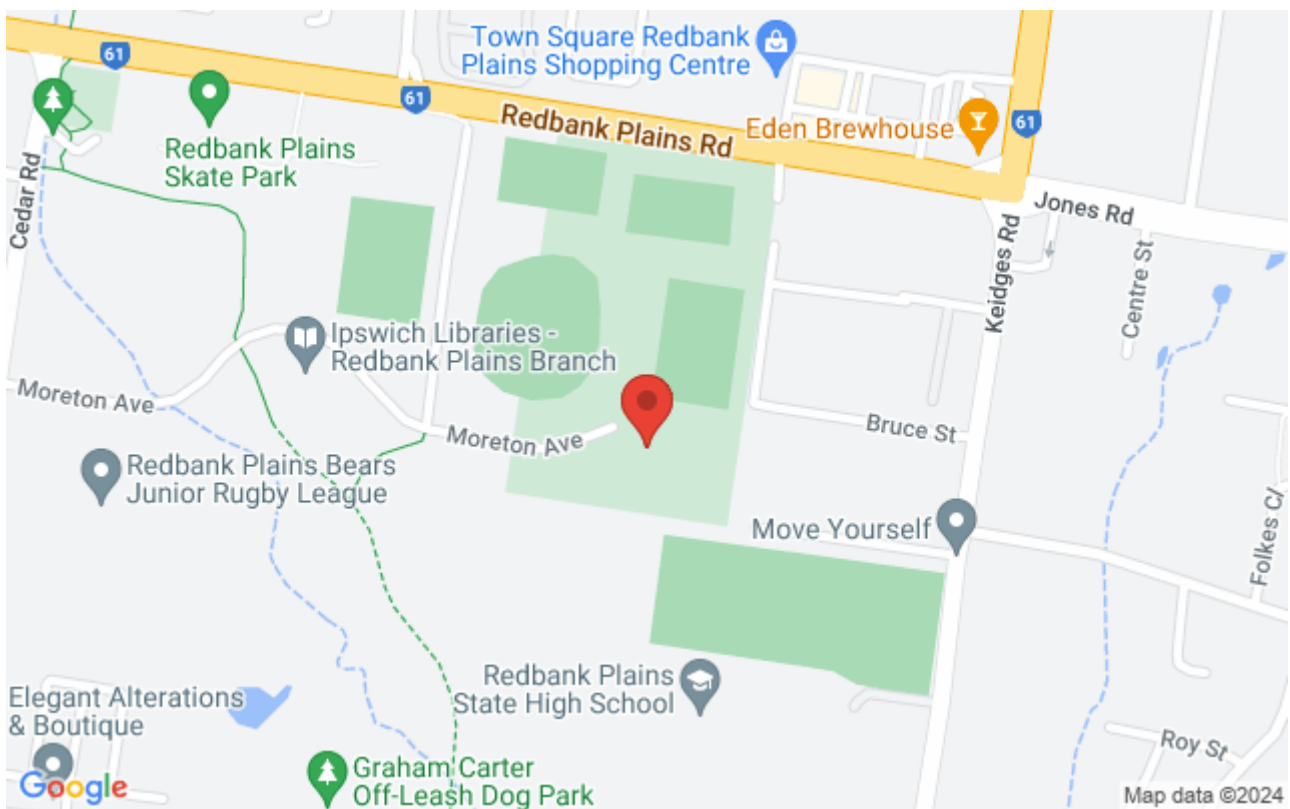 61
Town Square Redbank
Plains Shopping Centre
61
Redbank Plains Rd
Eden Brewhouse
61
Redbank Plains
Skate Park
Jones Rd
Cedar Rd
Keidges Rd
Centre St
Ipswich Libraries -
Redbank Plains Branch
Moreton Ave
Moreton Ave
Bruce St
Redbank Plains Bears
Junior Rugby League
Move Yourself
Folkes C/
Redbank Plains
State High School
Elegant Alterations
& Boutique
Roy St
Graham Carter
Off-Leash Dog Park
Google
Map data ©2024